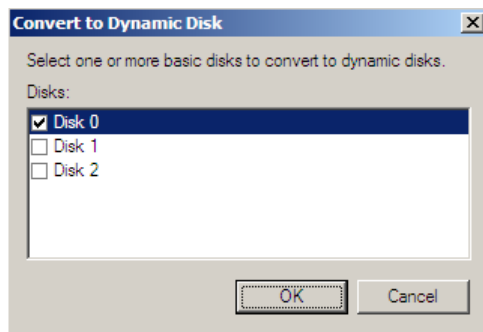 Convert to Dynamic Disk
Select one or more basic disks to convert to dynamic disks.
Disks:
Disk 0
Disk 1
Disk 2
OK
Cancel